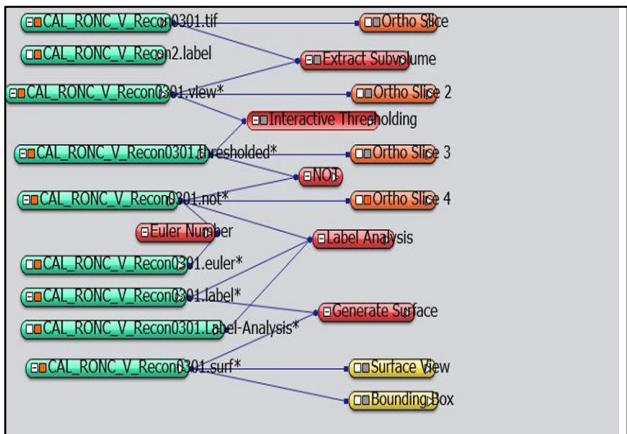 CAL_RONC_V_Recon0301.tif Ortho Slice
CAL_RONC_V_Recon2.label Extract Subvolume
CAL_RONC_V_Recon0301.view* Ortho Slice 2
Interactive Thresholding
CAL_RONC_V_Recon0301.thresholded* Ortho Slice 3
NOT
CAL_RONC_V_Recon0301.not* Ortho Slice 4
Euler Number Label Analysis
CAL_RONC_V_Recon0301.euler*
CAL_RONC_V_Recon0301.label*
Generate Surface
CAL_RONC_V_Recon0301.Label-Analysis*
CAL_RONC_V_Recon0301.surf* Surface View
Bounding Box